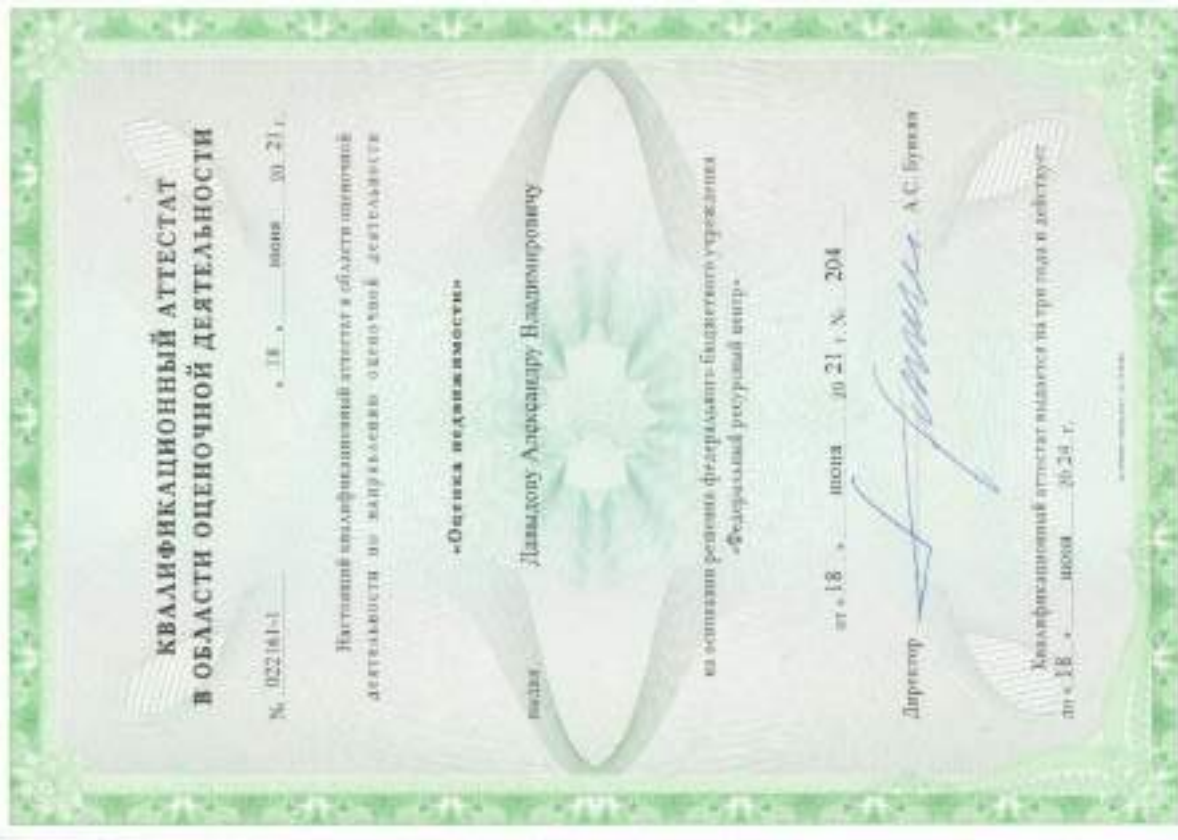 КВАЛИФИКАЦИОННЫЙ АТТЕСТАТ
В ОБЛАСТИ ОЦЕНОЧНОЙ ДЕЯТЕЛЬНОСТИ
№ 022161-1 « 18 » июня 20 21 г.
Настоящий квалификационный аттестат в области оценочной
деятельности по направлению оценочной деятельности
«Оценка недвижимости»
выдан Давыдову Александру Владимировичу
на основании решения федерального бюджетного учреждения
«Федеральный ресурсный центр»
от « 18 » июня 20 21 г. № 204
Директор А.С. Бункин
Квалификационный аттестат выдается на три года и действует
до « 18 » июня 20 24 г.